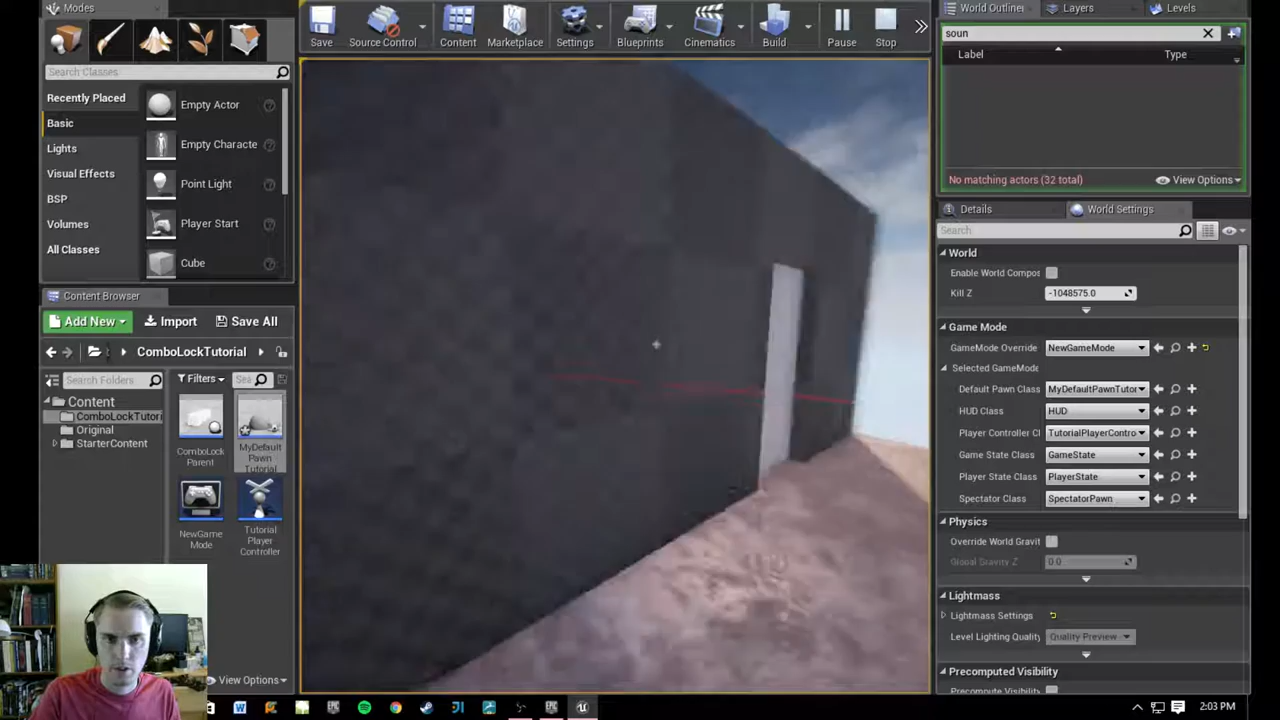 Modes
World Outliner
Layers
Levels
Save
Source Control
Content
Marketplace
Settings
Blueprints
Cinematics
Build
Pause
Stop
soun
Label
Type
No matching actors (32 total)
View Options
Search Classes
Recently Placed
Basic
Lights
Visual Effects
BSP
Volumes
All Classes
Empty Actor
Empty Characte
Point Light
Player Start
Cube
Content Browser
Add New
Import
Save All
ComboLockTutorial
Search Folders
Filters
Sea
Content
ComboLockTutori
Original
StarterContent
ComboLock
Parent
MyDefault
Pawn
Tutorial
NewGame
Mode
Tutorial
Player
Controller
View Options
Details
World Settings
Search
World
Enable World Compos
Kill Z
-1048575.0
Game Mode
GameMode Override
NewGameMode
Selected GameMode
Default Pawn Class
MyDefaultPawnTutor
HUD Class
HUD
Player Controller Cl
TutorialPlayerContro
Game State Class
GameState
Player State Class
PlayerState
Spectator Class
SpectatorPawn
Physics
Override World Gravit
Global Gravity Z
0.0
Lightmass
Lightmass Settings
Level Lighting Quality
Quality Preview
Precomputed Visibility
Precompute Visibility
2:03 PM